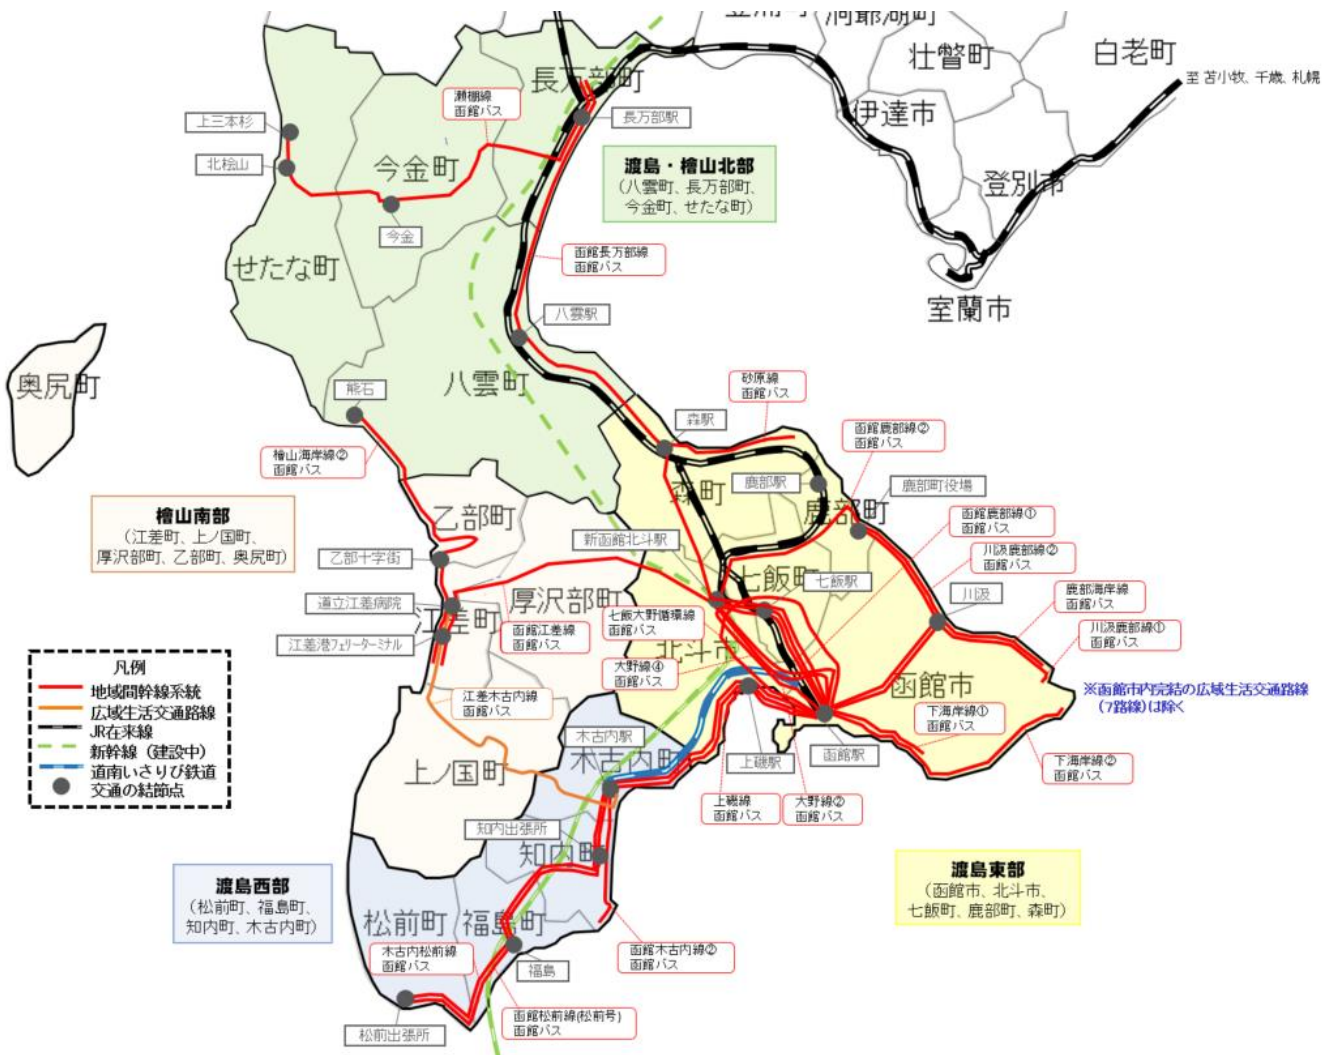 長万部町
洞爺湖町
壮瞥町
白老町
至 苫小牧、千歳、札幌
伊達市
登別市
室蘭市
瀬棚線
函館バス
長万部駅
上三本杉
北桧山
今金町
今金
渡島・檜山北部
(八雲町、長万部町、
今金町、せたな町)
せたな町
函館長万部線
函館バス
八雲駅
奥尻町
八雲町
熊石
砂原線
函館バス
森駅
函館鹿部線②
函館バス
檜山海岸線②
函館バス
森町
鹿部駅
鹿部町役場
鹿部町
檜山南部
(江差町、上ノ国町、
厚沢部町、乙部町、奥尻町)
乙部町
函館鹿部線①
函館バス
新函館北斗駅
乙部十字街
川汲鹿部線②
函館バス
七飯町
七飯駅
鹿部海岸線
函館バス
川汲
道立江差病院
江差町
厚沢部町
七飯大野循環線
函館バス
江差港フェリーターミナル
函館江差線
函館バス
川汲鹿部線①
函館バス
北斗市
大野線④
函館バス
函館市
※函館市内完結の広域生活交通路線
(7路線)は除く
凡例
地域間幹線系統
広域生活交通路線
JR在来線
新幹線（建設中）
道南いさりび鉄道
交通の結節点
江差木古内線
函館バス
下海岸線①
函館バス
木古内駅
木古内町
上磯駅
函館駅
下海岸線②
函館バス
上ノ国町
上磯線
函館バス
大野線②
函館バス
知内出張所
知内町
渡島西部
(松前町、福島町、
知内町、木古内町)
渡島東部
(函館市、北斗市、
七飯町、鹿部町、森町)
松前町
福島町
木古内松前線
函館バス
函館木古内線②
函館バス
福島
函館松前線(松前号)
函館バス
松前出張所